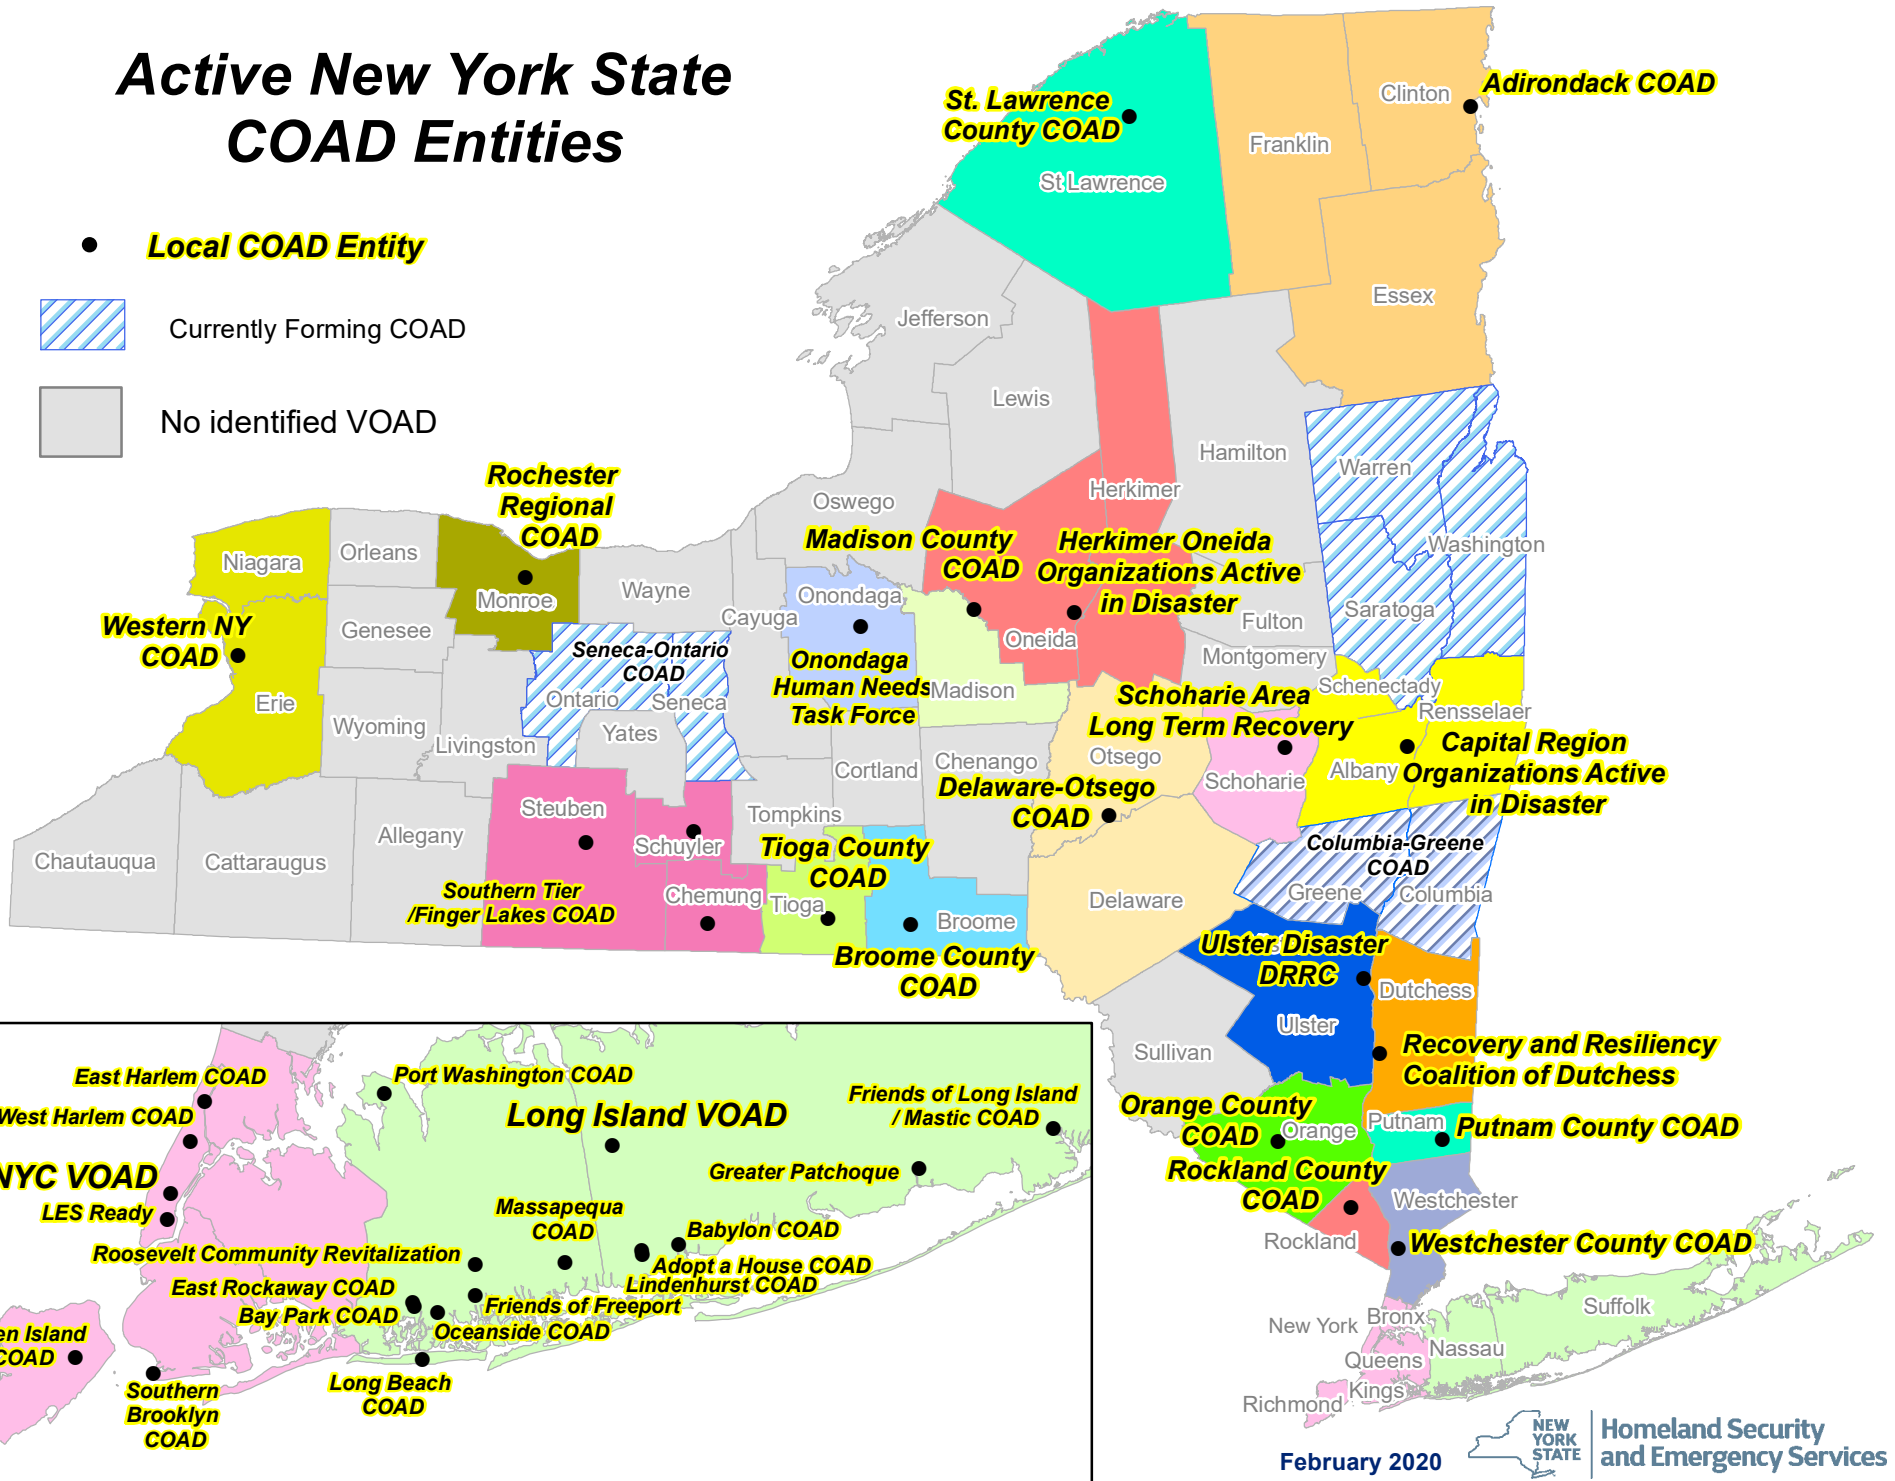 Active New York State
COAD Entities
Local COAD Entity
Currently Forming COAD
No identified VOAD
St. Lawrence
County COAD
St Lawrence
Franklin
Clinton
Adirondack COAD
Essex
Jefferson
Lewis
Hamilton
Herkimer
Warren
Washington
Saratoga
Oswego
Rochester
Regional
COAD
Niagara
Orleans
Monroe
Wayne
Genesee
Western NY
COAD
Erie
Wyoming
Livingston
Seneca-Ontario
COAD
Ontario
Seneca
Yates
Cayuga
Onondaga
Onondaga
Human Needs
Task Force
Madison County
COAD
Madison
Oneida
Herkimer Oneida
Organizations Active
in Disaster
Fulton
Montgomery
Schenectady
Rensselaer
Schoharie Area
Long Term Recovery
Schoharie
Albany
Capital Region
Organizations Active
in Disaster
Otsego
Delaware-Otsego
COAD
Delaware
Chenango
Cortland
Tompkins
Chautauqua
Cattaraugus
Allegany
Steuben
Schuyler
Chemung
Southern Tier
/Finger Lakes COAD
Tioga County
COAD
Tioga
Broome
Broome County
COAD
Columbia-Greene
COAD
Greene
Columbia
Ulster Disaster
DRRC
Ulster
Sullivan
Dutchess
Recovery and Resiliency
Coalition of Dutchess
Orange County
COAD
Orange
Putnam
Putnam County COAD
Rockland County
COAD
Rockland
Westchester
Westchester County COAD
New York
Bronx
Queens
Kings
Richmond
Nassau
Suffolk
East Harlem COAD
West Harlem COAD
NYC VOAD
LES Ready
Port Washington COAD
Long Island VOAD
Friends of Long Island
/ Mastic COAD
Greater Patchoque
Massapequa
COAD
Babylon COAD
Adopt a House COAD
Lindenhurst COAD
Roosevelt Community Revitalization
East Rockaway COAD
Bay Park COAD
Friends of Freeport
Oceanside COAD
Long Beach
COAD
en Island
COAD
Southern
Brooklyn
COAD
February 2020
NEW
YORK
STATE
Homeland Security
and Emergency Services